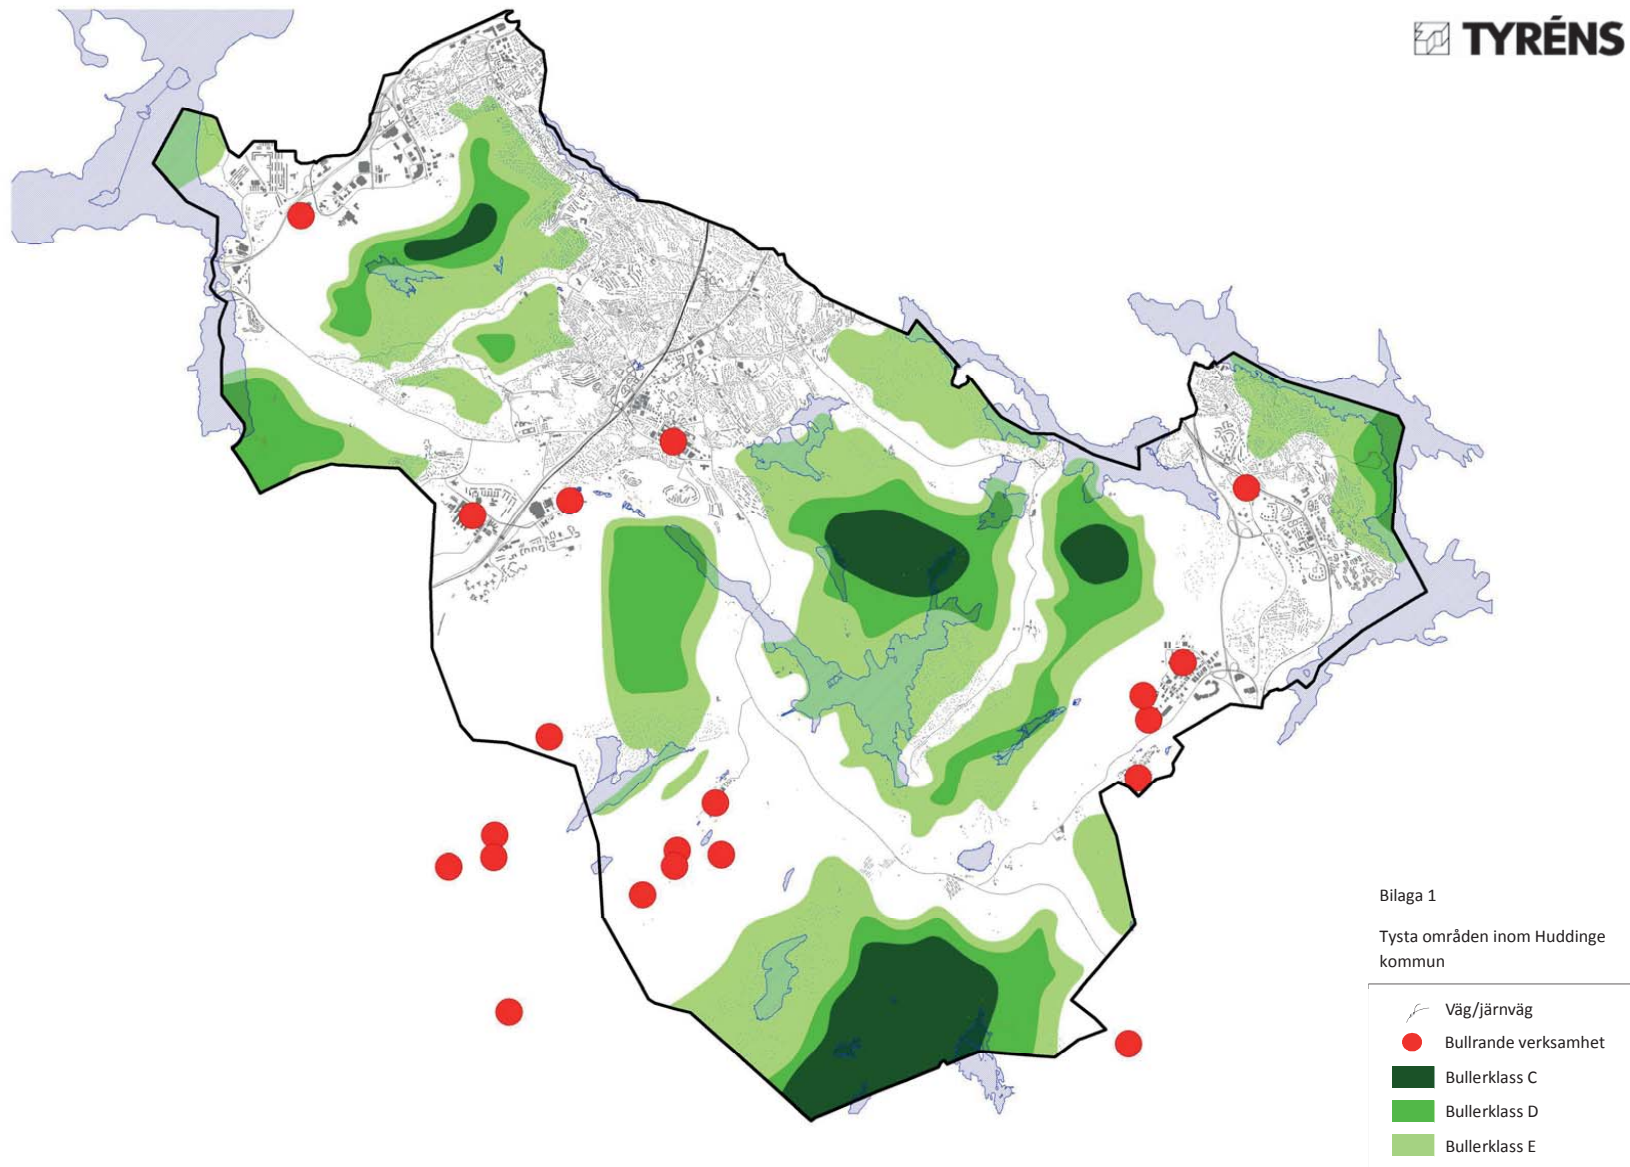 TYRÉNS
Bilaga 1
Tysta områden inom Huddinge
kommun
Väg/järnväg
Bullrande verksamhet
Bullerklass C
Bullerklass D
Bullerklass E